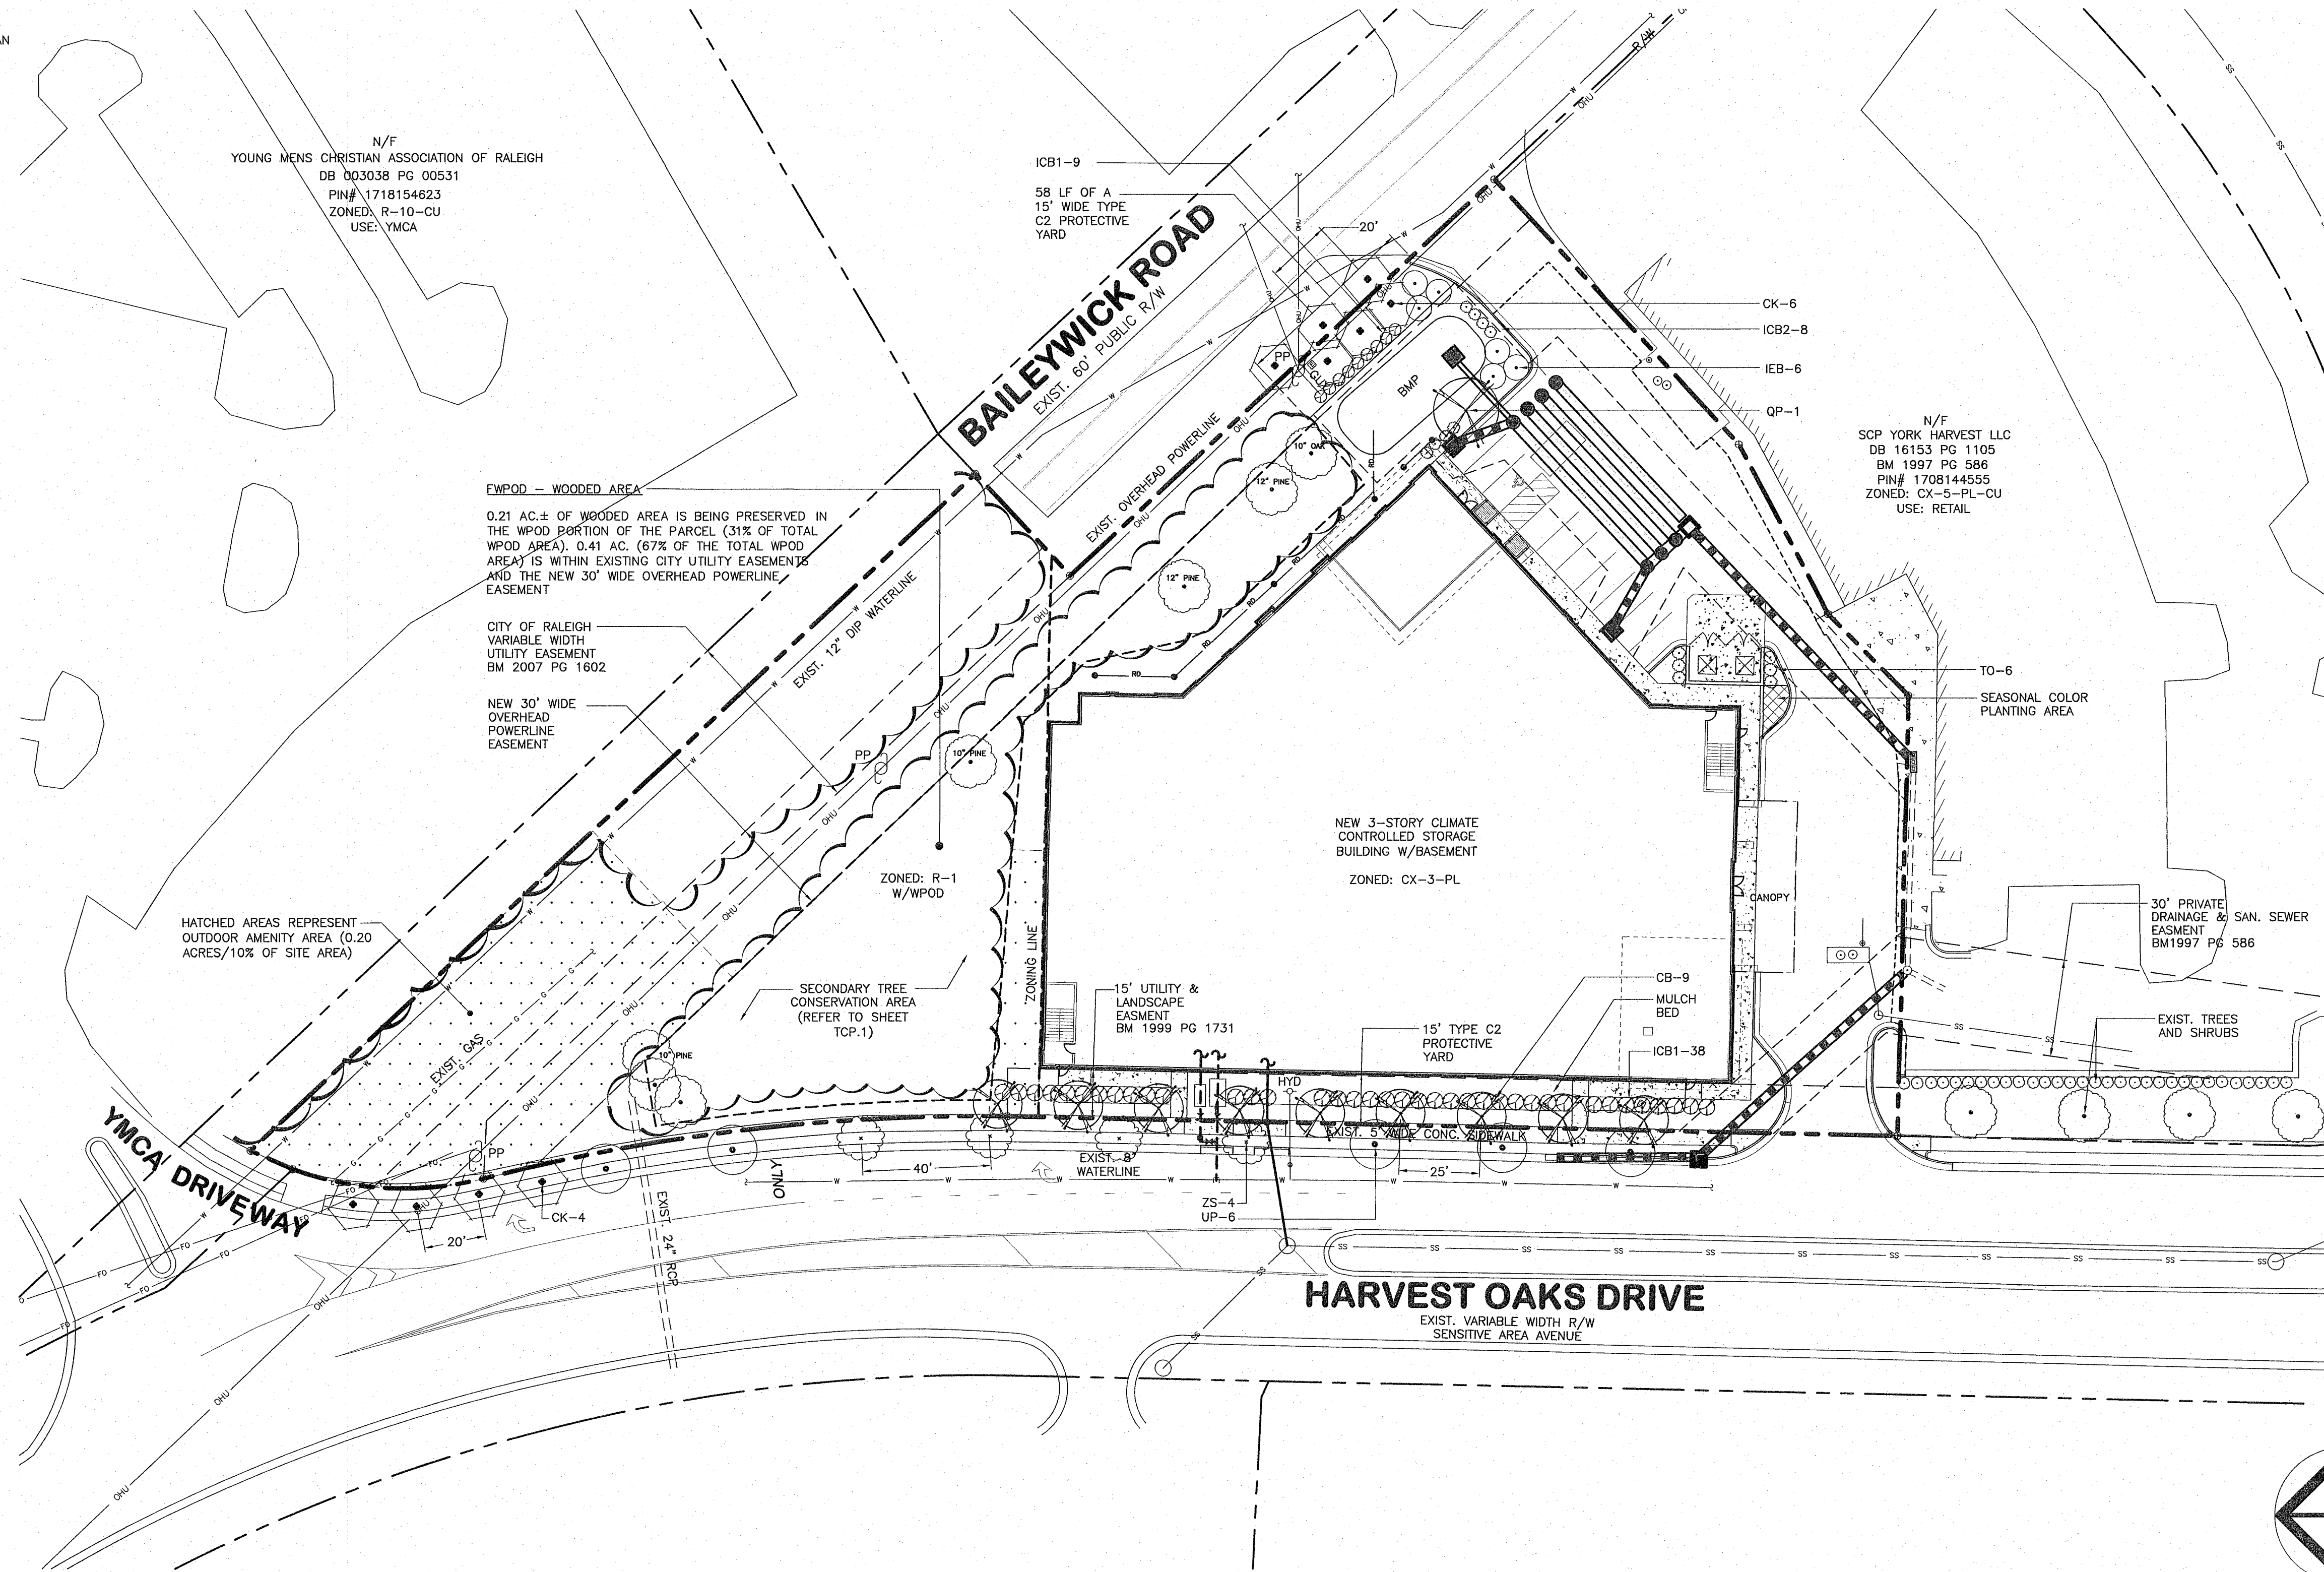 AN
N/F
YOUNG MENS CHRISTIAN ASSOCIATION OF RALEIGH
DB 003038 PG 00531
PIN# 1718154623
ZONED: R-10-CU
USE: YMCA
ICB1-9
58 LF OF A
15' WIDE TYPE
C2 PROTECTIVE
YARD
BAILEYWICK ROAD
EXIST. 60' PUBLIC R/W
R/W
20'
CK-6
ICB2-8
IEB-6
QP-1
PP
BMP
N/F
SCP YORK HARVEST LLC
DB 16153 PG 1105
BM 1997 PG 586
PIN# 1708144555
ZONED: CX-5-PL-CU
USE: RETAIL
FWPOD - WOODED AREA
0.21 AC.± OF WOODED AREA IS BEING PRESERVED IN
THE WPOD PORTION OF THE PARCEL (31% OF TOTAL
WPOD AREA). 0.41 AC. (67% OF THE TOTAL WPOD
AREA) IS WITHIN EXISTING CITY UTILITY EASEMENTS
AND THE NEW 30' WIDE OVERHEAD POWERLINE
EASEMENT
EXIST. OVERHEAD POWERLINE
10" OAK
12" PINE
12" PINE
EXIST. 12" DIP WATERLINE
CITY OF RALEIGH
VARIABLE WIDTH
UTILITY EASEMENT
BM 2007 PG 1602
NEW 30' WIDE
OVERHEAD
POWERLINE
EASEMENT
PP
10" PINE
TO-6
SEASONAL COLOR
PLANTING AREA
NEW 3-STORY CLIMATE
CONTROLLED STORAGE
BUILDING W/BASEMENT
ZONED: CX-3-PL
ZONED: R-1
W/WPOD
CANOPY
HATCHED AREAS REPRESENT
OUTDOOR AMENITY AREA (0.20
ACRES/10% OF SITE AREA)
30' PRIVATE
DRAINAGE & SAN. SEWER
EASMENT
BM1997 PG 586
ZONING LINE
SECONDARY TREE
CONSERVATION AREA
(REFER TO SHEET
TCP.1)
15' UTILITY &
LANDSCAPE
EASMENT
BM 1999 PG 1731
CB-9
MULCH
BED
15' TYPE C2
PROTECTIVE
YARD
ICB1-38
EXIST. TREES
AND SHRUBS
EXIST. GAS
10" PINE
HYD
EXIST. 5' WIDE CONC. SIDEWALK
YMCA DRIVEWAY
PP
40'
EXIST. 8"
WATERLINE
25'
ONLY
CK-4
20'
ZS-4
UP-6
EXIST. 24" RCP
HARVEST OAKS DRIVE
EXIST. VARIABLE WIDTH R/W
SENSITIVE AREA AVENUE